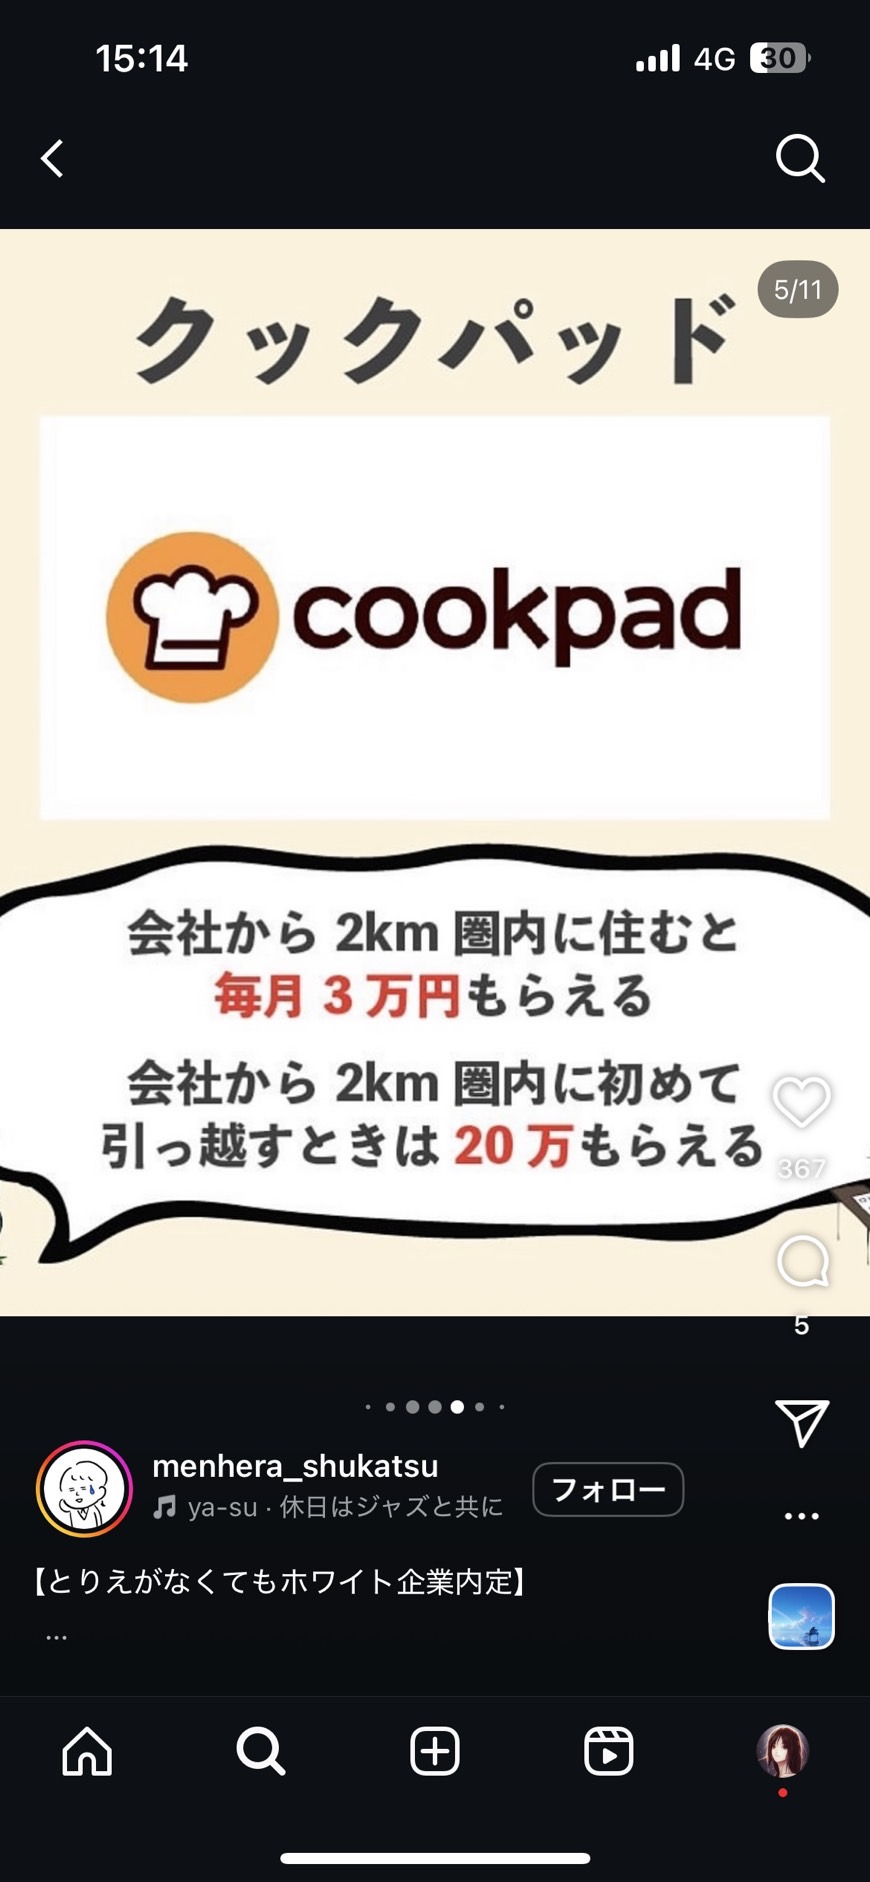 15:14
4G
30
5/11
クックパッド
cookpad
会社から 2km 圏内に住むと
毎月 3 万円もらえる
会社から 2km 圏内に初めて
引っ越すときは 20 万もらえる
367
5
menhera_shukatsu
ya-su · 休日はジャズと共に
フォロー
【とりえがなくてもホワイト企業内定】
...